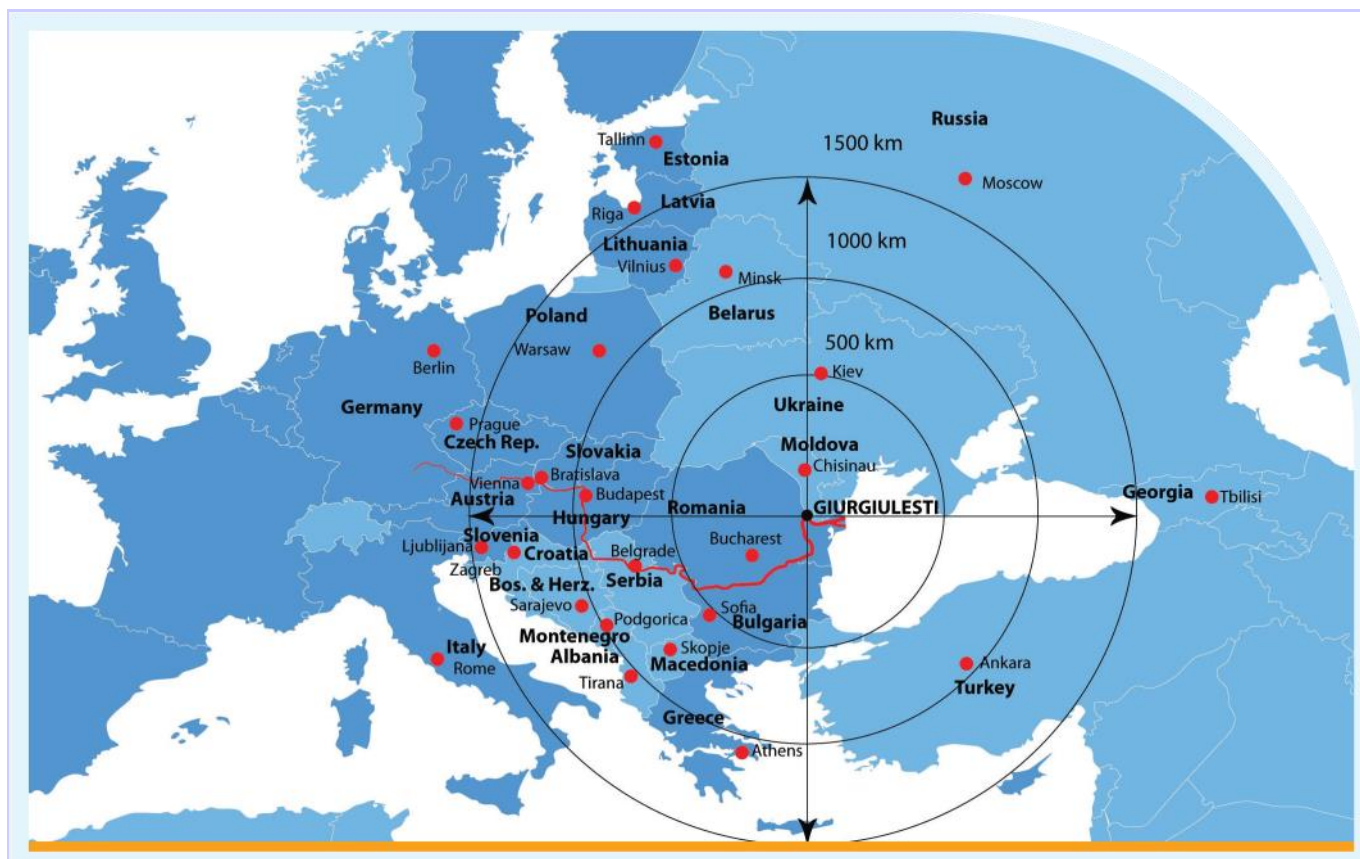 Russia
Tallinn
1500 km
Estonia
Moscow
Latvia
Riga
1000 km
Lithuania
Vilnius
Minsk
Poland
Belarus
500 km
Warsaw
Berlin
Kiev
Germany
Ukraine
Prague
Czech Rep.
Moldova
Slovakia
Chisinau
Bratislava
Vienna
Budapest
Georgia
Tbilisi
Austria
Romania
GIURGIULESTI
Hungary
Slovenia
Bucharest
Ljublijana
Croatia
Belgrade
Zagreb
Serbia
Bos. & Herz.
Sarajevo
Sofia
Podgorica
Bulgaria
Montenegro
Italy
Skopje
Albania
Macedonia
Rome
Ankara
Tirana
Turkey
Greece
Athens